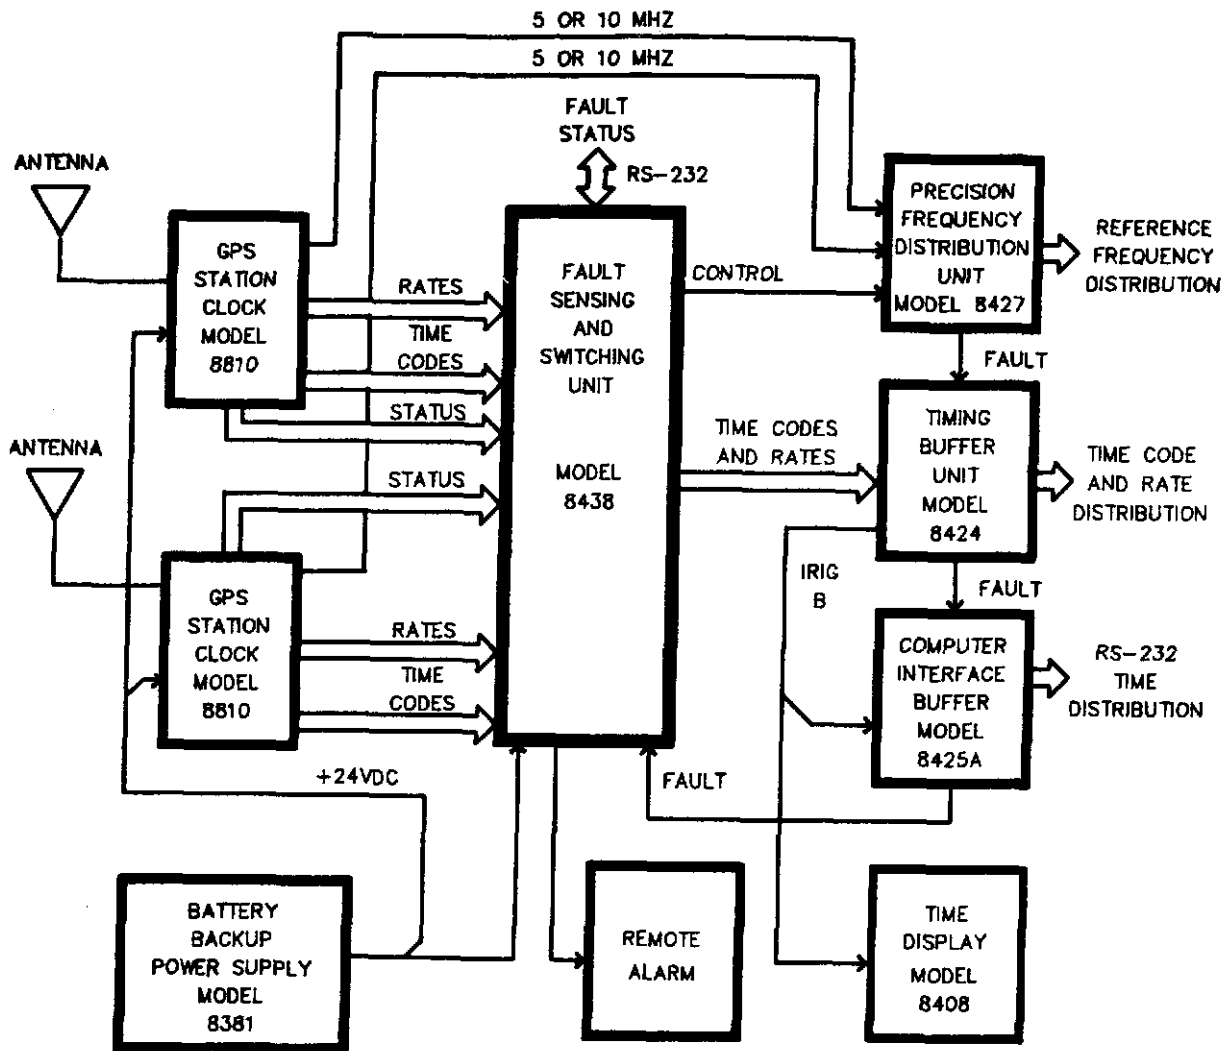 5 OR 10 MHZ
5 OR 10 MHZ
FAULT
STATUS
RS-232
ANTENNA
GPS
STATION
CLOCK
MODEL
8810
RATES
TIME
CODES
STATUS
ANTENNA
STATUS
GPS
STATION
CLOCK
MODEL
8810
RATES
TIME
CODES
FAULT
SENSING
AND
SWITCHING
UNIT
MODEL
8438
CONTROL
PRECISION
FREQUENCY
DISTRIBUTION
UNIT
MODEL 8427
REFERENCE
FREQUENCY
DISTRIBUTION
FAULT
TIME CODES
AND RATES
TIMING
BUFFER
UNIT
MODEL
8424
TIME CODE
AND RATE
DISTRIBUTION
IRIG
B
FAULT
COMPUTER
INTERFACE
BUFFER
MODEL
8425A
RS-232
TIME
DISTRIBUTION
+24VDC
FAULT
BATTERY
BACKUP
POWER SUPPLY
MODEL
8381
REMOTE
ALARM
TIME
DISPLAY
MODEL
8408